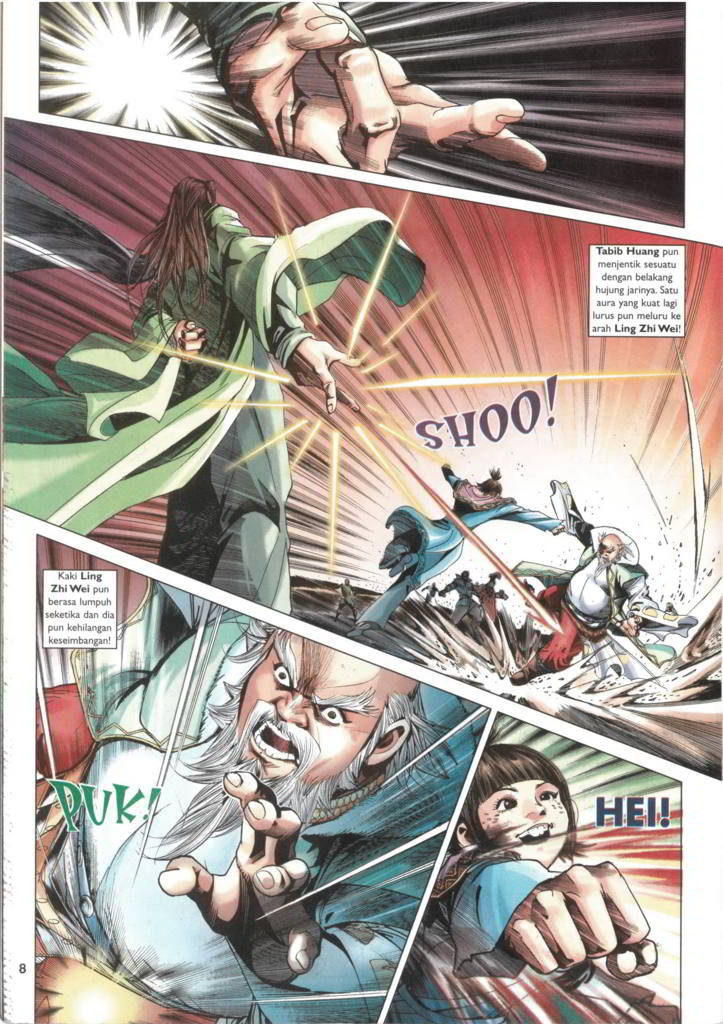 Tabib Huang pun
menjentik sesuatu
dengan belakang
hujung jarinya. Satu
aura yang kuat lagi
lurus pun meluru ke
arah Ling Zhi Wei!
SHOO!
Kaki Ling
Zhi Wei pun
berasa lumpuh
seketika dan dia
pun kehilangan
keseimbangan!
PUK!
HEI!
8